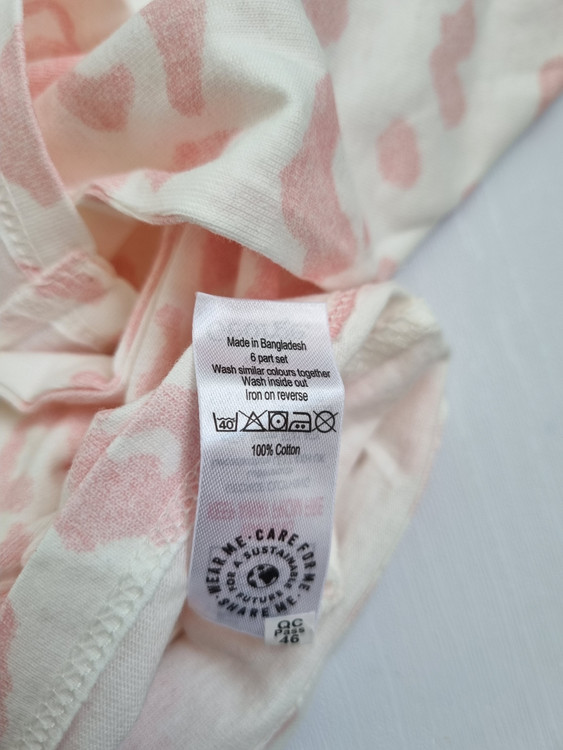 Made in Bangladesh
6 part set
Wash similar colours together
Wash inside out
Iron on reverse
40
100% Cotton
WEAR ME · CARE FOR ME · SHARE ME ·
FOR A SUSTAINABLE FUTURE
QC
Pass
46